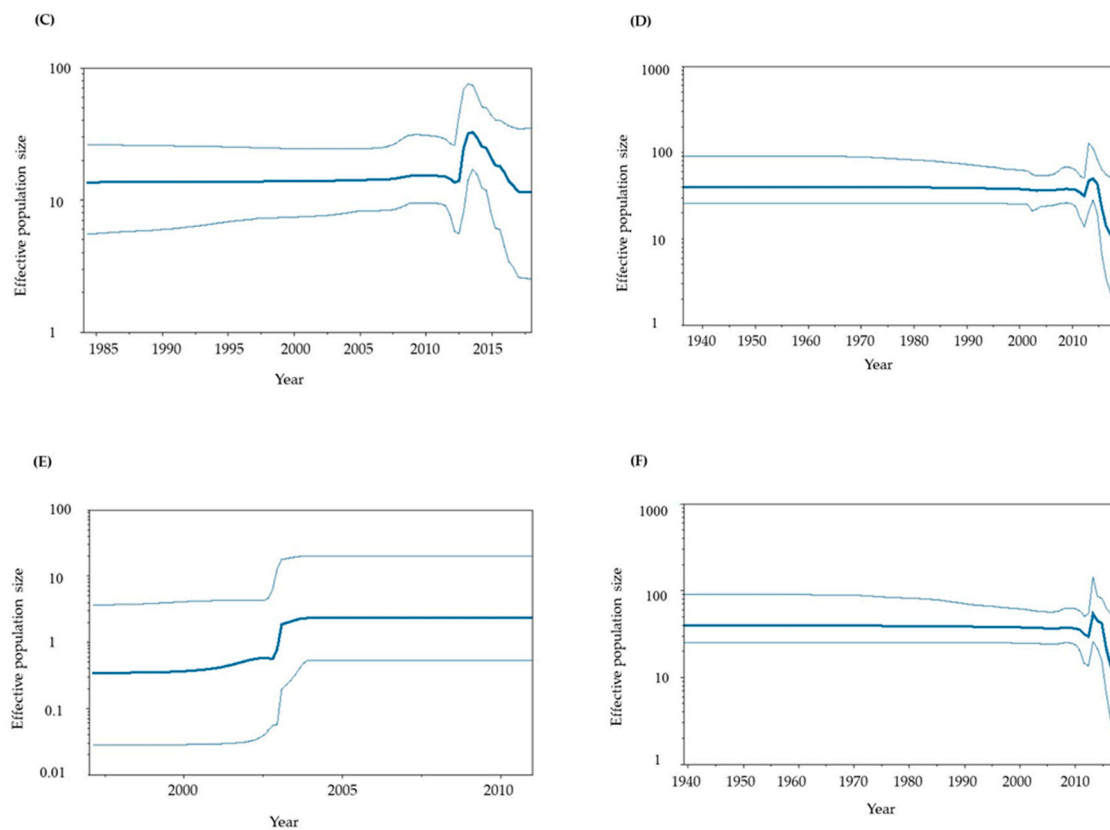 (C)
Effective population size
100
10
1
1985 1990 1995 2000 2005 2010 2015
Year
(D)
Effective population size
1000
100
10
1
1940 1950 1960 1970 1980 1990 2000 2010
Year
(E)
Effective population size
100
10
1
0.1
0.01
2000 2005 2010
Year
(F)
Effective population size
1000
100
10
1
1940 1950 1960 1970 1980 1990 2000 2010
Year